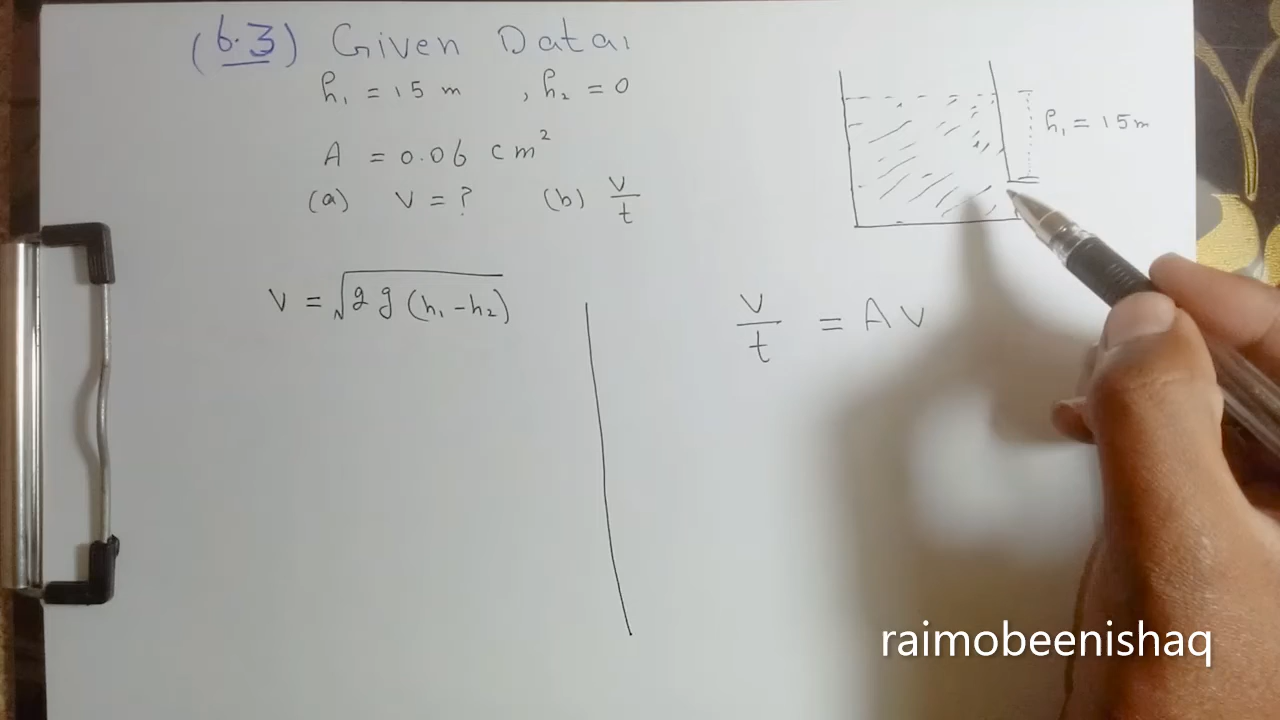 (6.3) Given Data:
h₁ = 15 m , h₂ = 0
A = 0.06 cm²
(a) V = ? (b) V/t
h₁ = 15 m
V = √2g(h₁ - h₂)
V/t = AV
raimobeenishaq